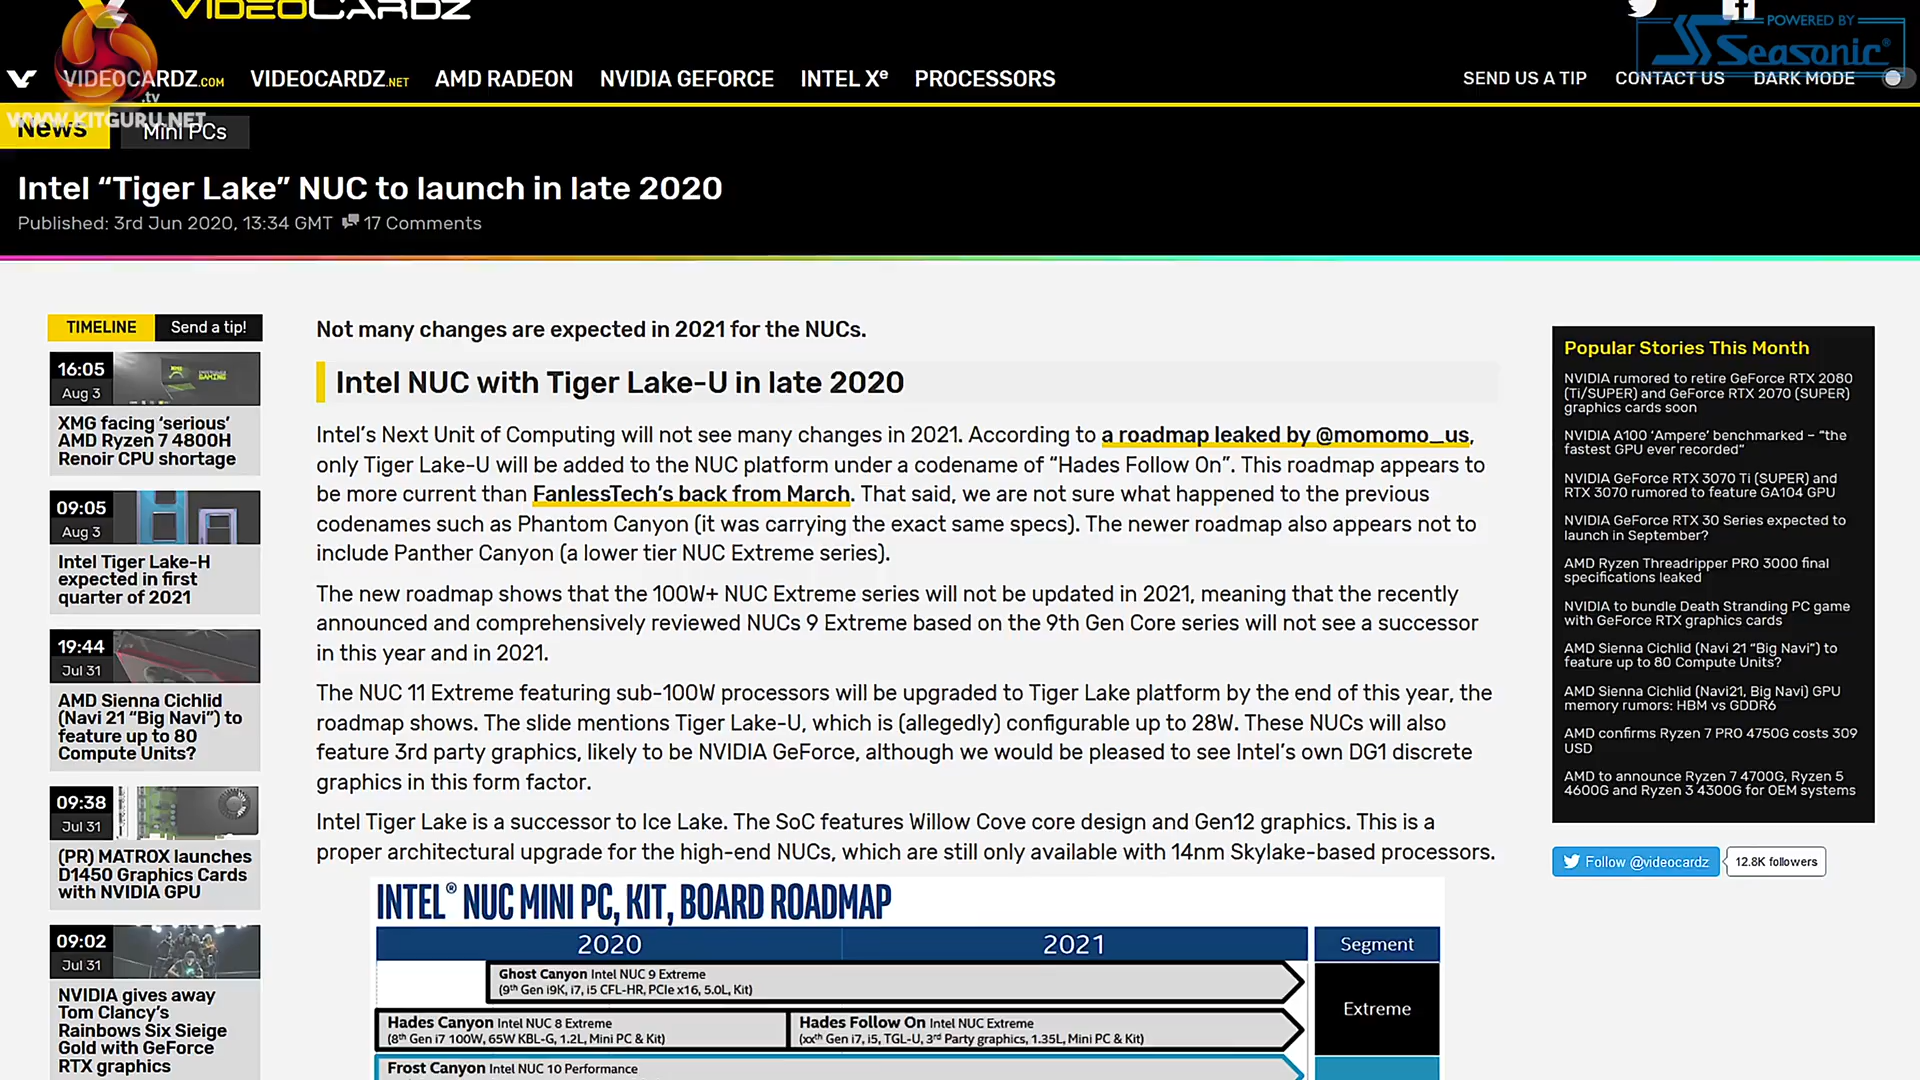 VIDEOCARDZ
POWERED BY
Seasonic®
VIDEOCARDZ.COM VIDEOCARDZ.NET AMD RADEON NVIDIA GEFORCE INTEL Xe PROCESSORS
SEND US A TIP CONTACT US DARK MODE
.tv
WWW.KITGURU.NET
News Mini PCs
Intel “Tiger Lake” NUC to launch in late 2020
Published: 3rd Jun 2020, 13:34 GMT 17 Comments
TIMELINE Send a tip!
16:05
Aug 3
XMG facing ‘serious’
AMD Ryzen 7 4800H
Renoir CPU shortage
09:05
Aug 3
Intel Tiger Lake-H
expected in first
quarter of 2021
19:44
Jul 31
AMD Sienna Cichlid
(Navi 21 “Big Navi”) to
feature up to 80
Compute Units?
09:38
Jul 31
(PR) MATROX launches
D1450 Graphics Cards
with NVIDIA GPU
09:02
Jul 31
NVIDIA gives away
Tom Clancy’s
Rainbows Six Sieige
Gold with GeForce
RTX graphics
Not many changes are expected in 2021 for the NUCs.
Intel NUC with Tiger Lake-U in late 2020
Intel’s Next Unit of Computing will not see many changes in 2021. According to a roadmap leaked by @momomo_us,
only Tiger Lake-U will be added to the NUC platform under a codename of “Hades Follow On”. This roadmap appears to
be more current than FanlessTech’s back from March. That said, we are not sure what happened to the previous
codenames such as Phantom Canyon (it was carrying the exact same specs). The newer roadmap also appears not to
include Panther Canyon (a lower tier NUC Extreme series).
The new roadmap shows that the 100W+ NUC Extreme series will not be updated in 2021, meaning that the recently
announced and comprehensively reviewed NUCs 9 Extreme based on the 9th Gen Core series will not see a successor
in this year and in 2021.
The NUC 11 Extreme featuring sub-100W processors will be upgraded to Tiger Lake platform by the end of this year, the
roadmap shows. The slide mentions Tiger Lake-U, which is (allegedly) configurable up to 28W. These NUCs will also
feature 3rd party graphics, likely to be NVIDIA GeForce, although we would be pleased to see Intel’s own DG1 discrete
graphics in this form factor.
Intel Tiger Lake is a successor to Ice Lake. The SoC features Willow Cove core design and Gen12 graphics. This is a
proper architectural upgrade for the high-end NUCs, which are still only available with 14nm Skylake-based processors.
INTEL® NUC MINI PC, KIT, BOARD ROADMAP
2020 2021 Segment
Ghost Canyon Intel NUC 9 Extreme
(9th Gen i9K, i7, i5 CFL-HR, PCIe x16, 5.0L, Kit)
Extreme
Hades Canyon Intel NUC 8 Extreme
(8th Gen i7 100W, 65W KBL-G, 1.2L, Mini PC & Kit)
Hades Follow On Intel NUC Extreme
(xxth Gen i7, i5, TGL-U, 3rd Party graphics, 1.35L, Mini PC & Kit)
Frost Canyon Intel NUC 10 Performance
Popular Stories This Month
NVIDIA rumored to retire GeForce RTX 2080
(Ti/SUPER) and GeForce RTX 2070 (SUPER)
graphics cards soon
NVIDIA A100 ‘Ampere’ benchmarked – “the
fastest GPU ever recorded”
NVIDIA GeForce RTX 3070 Ti (SUPER) and
RTX 3070 rumored to feature GA104 GPU
NVIDIA GeForce RTX 30 Series expected to
launch in September?
AMD Ryzen Threadripper PRO 3000 final
specifications leaked
NVIDIA to bundle Death Stranding PC game
with GeForce RTX graphics cards
AMD Sienna Cichlid (Navi 21 “Big Navi”) to
feature up to 80 Compute Units?
AMD Sienna Cichlid (Navi21, Big Navi) GPU
memory rumors: HBM vs GDDR6
AMD confirms Ryzen 7 PRO 4750G costs 309
USD
AMD to announce Ryzen 7 4700G, Ryzen 5
4600G and Ryzen 3 4300G for OEM systems
Follow @videocardz 12.8K followers